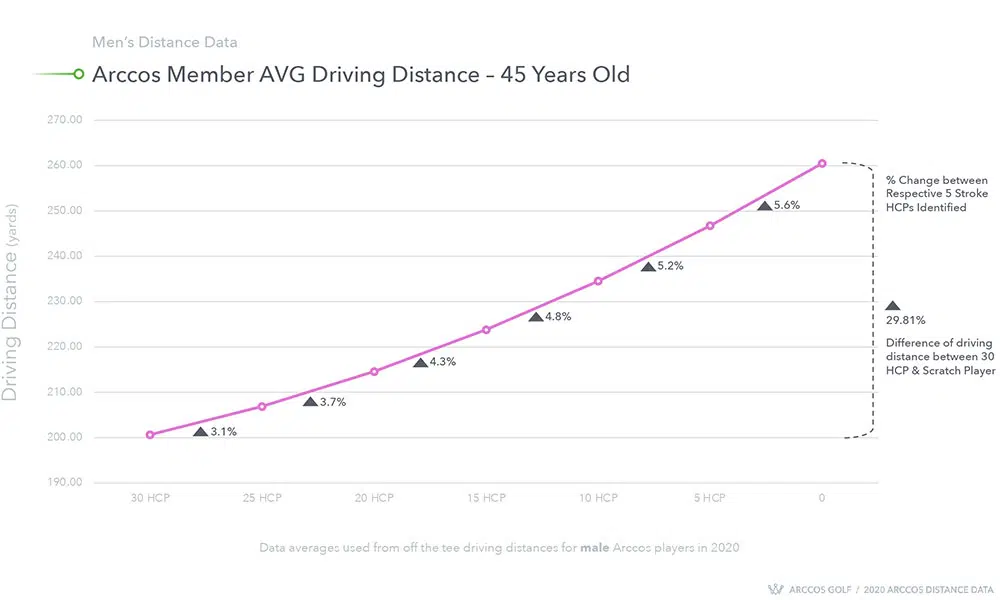 Men's Distance Data
Arccos Member AVG Driving Distance – 45 Years Old
Driving Distance (yards)
270.00
260.00
250.00
240.00
230.00
220.00
210.00
200.00
190.00
3.1%
3.7%
4.3%
4.8%
5.2%
5.6%
% Change between
Respective 5 Stroke
HCPs Identified
29.81%
Difference of driving
distance between 30
HCP & Scratch Player
30 HCP
25 HCP
20 HCP
15 HCP
10 HCP
5 HCP
0
Data averages used from off the tee driving distances for male Arccos players in 2020
ARCCOS GOLF / 2020 ARCCOS DISTANCE DATA